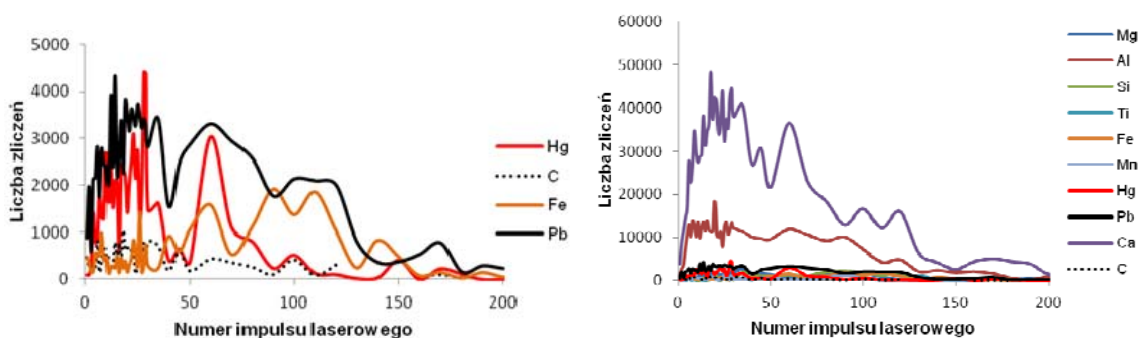 5000
4000
3000
2000
1000
0
Liczba zliczeń
0 50 100 150 200
Numer impulsu laserowego
Hg
C
Fe
Pb
60000
50000
40000
30000
20000
10000
0
Liczba zliczeń
0 50 100 150 200
Numer impulsu laserowego
Mg
Al
Si
Ti
Fe
Mn
Hg
Pb
Ca
C